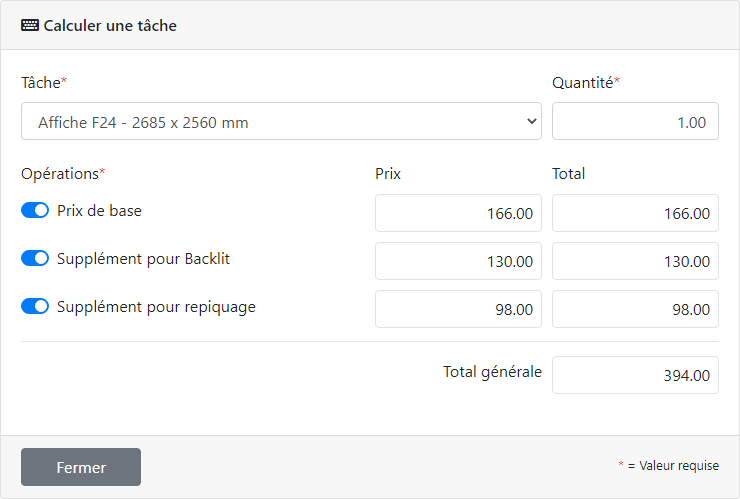 Calculer une tâche
Tâche* Quantité*
Affiche F24 - 2685 x 2560 mm 1.00
Opérations* Prix Total
Prix de base 166.00 166.00
Supplément pour Backlit 130.00 130.00
Supplément pour repiquage 98.00 98.00
Total générale 394.00
Fermer * = Valeur requise